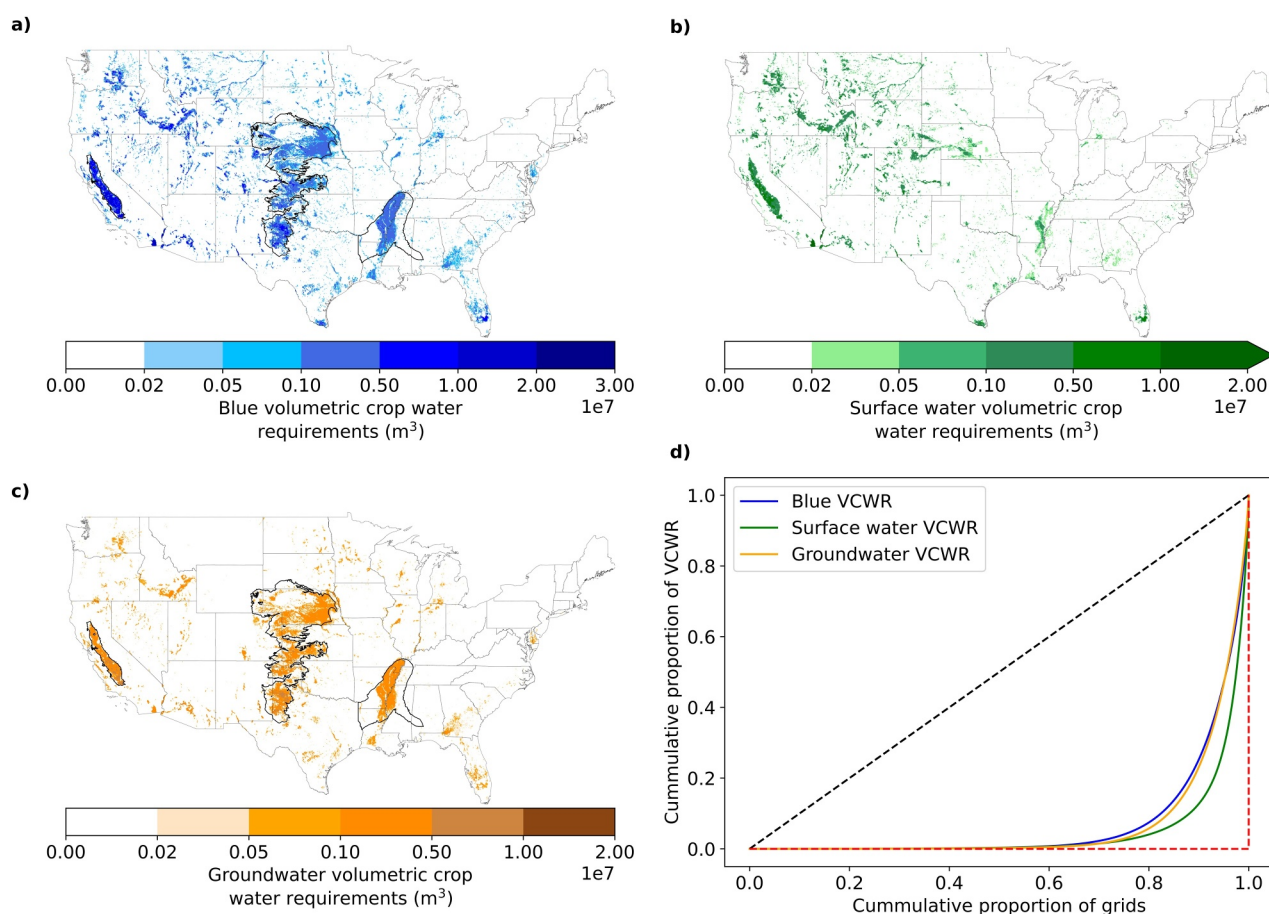 a)
0.00 0.02 0.05 0.10 0.50 1.00 2.00 3.00
1e7
Blue volumetric crop water
requirements (m³)
b)
0.00 0.02 0.05 0.10 0.50 1.00 2.00
1e7
Surface water volumetric crop
water requirements (m³)
c)
0.00 0.02 0.05 0.10 0.50 1.00 2.00
1e7
Groundwater volumetric crop
water requirements (m³)
d)
Blue VCWR
Surface water VCWR
Groundwater VCWR
Cummulative proportion of VCWR
1.0
0.8
0.6
0.4
0.2
0.0
0.0 0.2 0.4 0.6 0.8 1.0
Cummulative proportion of grids